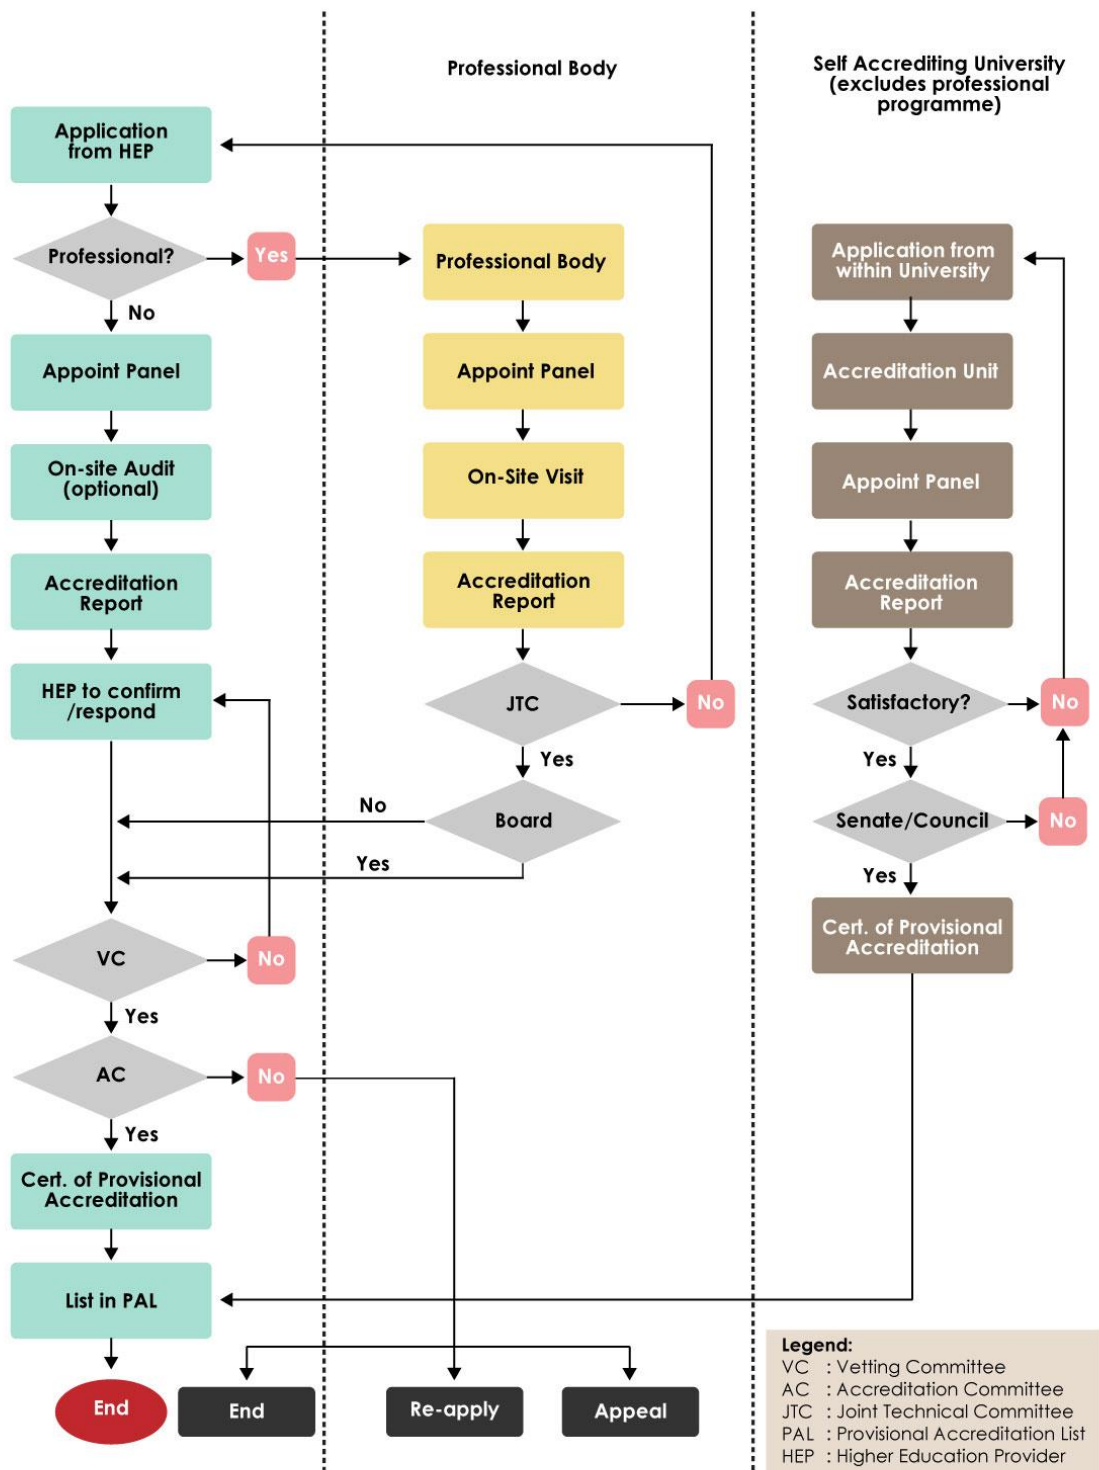 Professional Body
Self Accrediting University
(excludes professional
programme)
Application
from HEP
Professional?
Yes
No
Appoint Panel
On-site Audit
(optional)
Accreditation
Report
HEP to confirm
/respond
VC
No
Yes
AC
No
Yes
Cert. of Provisional
Accreditation
List in PAL
End
Professional Body
Appoint Panel
On-Site Visit
Accreditation
Report
JTC
No
Yes
Board
No
Yes
End
Re-apply
Appeal
Application from
within University
Accreditation Unit
Appoint Panel
Accreditation
Report
Satisfactory?
No
Yes
Senate/Council
No
Yes
Cert. of Provisional
Accreditation
Legend:
VC : Vetting Committee
AC : Accreditation Committee
JTC : Joint Technical Committee
PAL : Provisional Accreditation List
HEP : Higher Education Provider